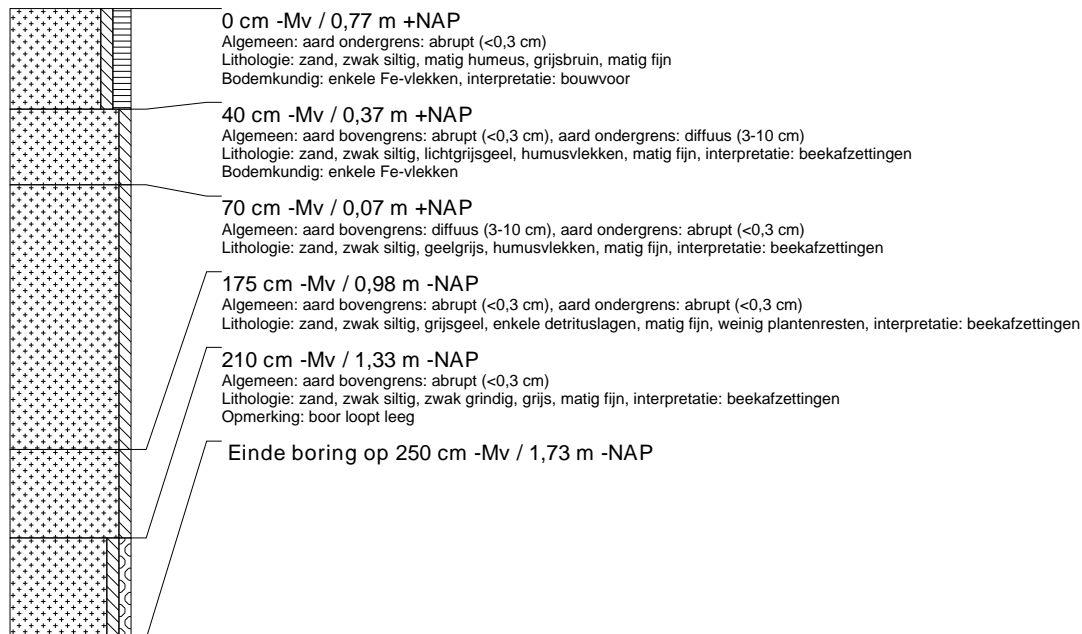 0 cm -Mv / 0,77 m +NAP
Algemeen: aard ondergrens: abrupt (<0,3 cm)
Lithologie: zand, zwak siltig, matig humeus, grijsbruin, matig fijn
Bodemkundig: enkele Fe-vlekken, interpretatie: bouwvoor
40 cm -Mv / 0,37 m +NAP
Algemeen: aard bovengrens: abrupt (<0,3 cm), aard ondergrens: diffuus (3-10 cm)
Lithologie: zand, zwak siltig, lichtgrijsgeel, humusvlekken, matig fijn, interpretatie: beekafzettingen
Bodemkundig: enkele Fe-vlekken
70 cm -Mv / 0,07 m +NAP
Algemeen: aard bovengrens: diffuus (3-10 cm), aard ondergrens: abrupt (<0,3 cm)
Lithologie: zand, zwak siltig, geelgrijs, humusvlekken, matig fijn, interpretatie: beekafzettingen
175 cm -Mv / 0,98 m -NAP
Algemeen: aard bovengrens: abrupt (<0,3 cm), aard ondergrens: abrupt (<0,3 cm)
Lithologie: zand, zwak siltig, grijsgeel, enkele detrituslagen, matig fijn, weinig plantenresten, interpretatie: beekafzettingen
210 cm -Mv / 1,33 m -NAP
Algemeen: aard bovengrens: abrupt (<0,3 cm)
Lithologie: zand, zwak siltig, zwak grindig, grijs, matig fijn, interpretatie: beekafzettingen
Opmerking: boor loopt leeg
Einde boring op 250 cm -Mv / 1,73 m -NAP